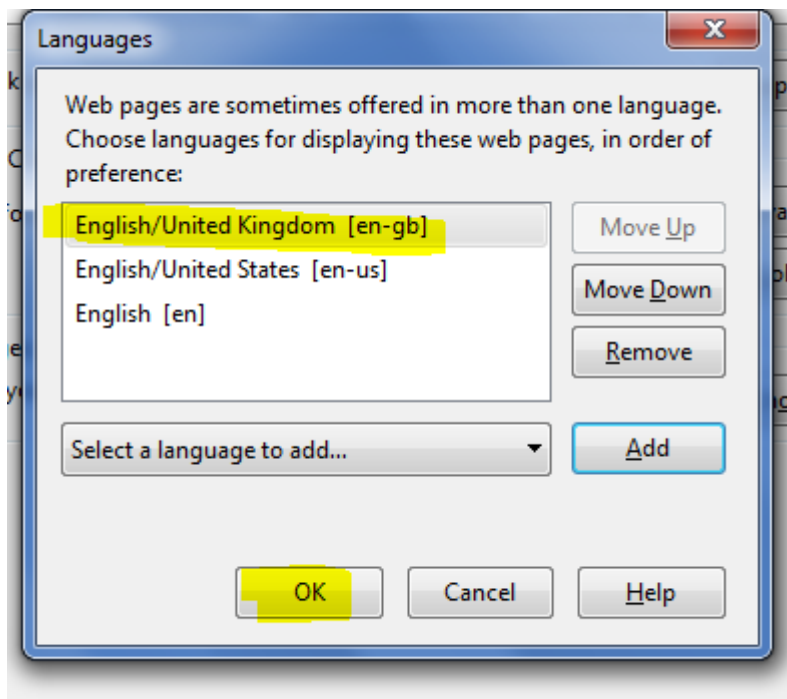 Languages
Web pages are sometimes offered in more than one language.
Choose languages for displaying these web pages, in order of
preference:
English/United Kingdom [en-gb]
Move Up
English/United States [en-us]
Move Down
English [en]
Remove
Select a language to add...
Add
OK
Cancel
Help